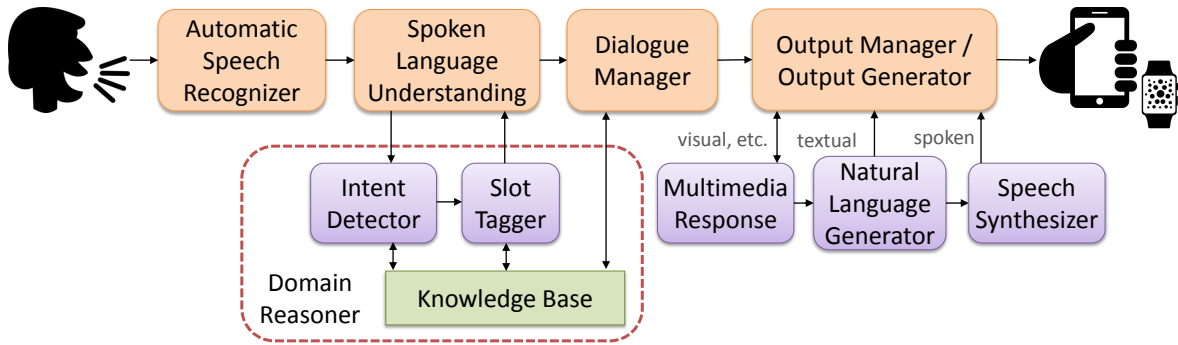 Automatic
Speech
Recognizer
Spoken
Language
Understanding
Dialogue
Manager
Output Manager /
Output Generator
visual, etc.
textual
spoken
Intent
Detector
Slot
Tagger
Multimedia
Response
Natural
Language
Generator
Speech
Synthesizer
Domain
Reasoner
Knowledge Base